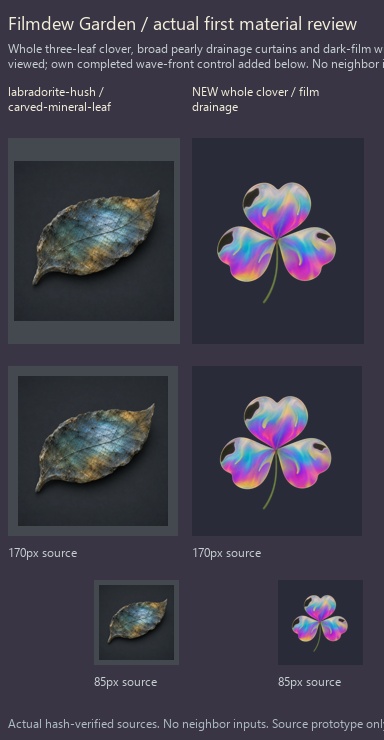 Filmdew Garden / actual first material review
Whole three-leaf clover, broad pearly drainage curtains and dark-film
viewed; own completed wave-front control added below. No neighbor
labradorite-hush /
carved-mineral-leaf
NEW whole clover / film
drainage
170px source
170px source
85px source
85px source
Actual hash-verified sources. No neighbor inputs. Source prototype